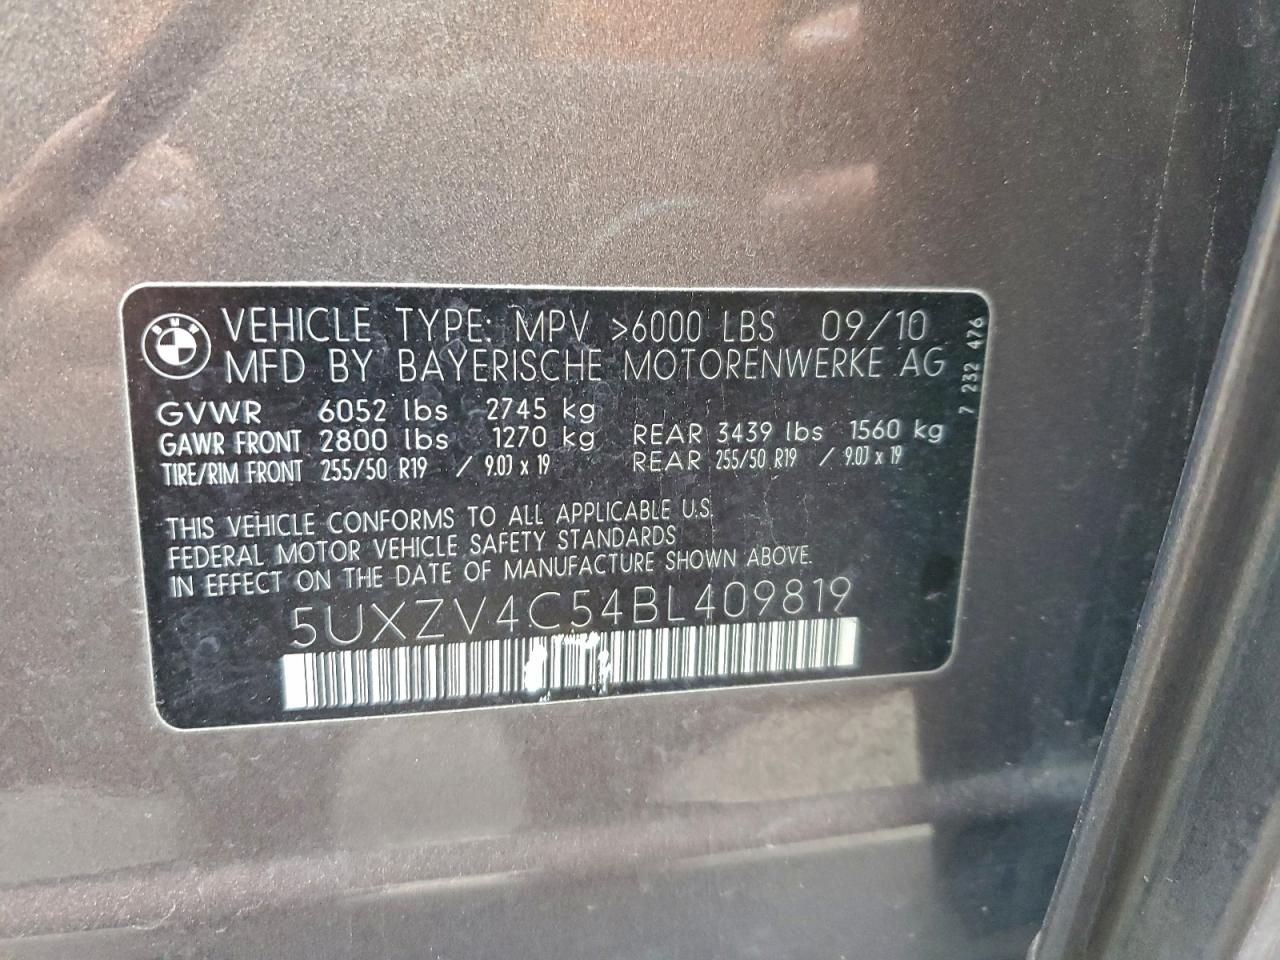 BMW
VEHICLE TYPE: MPV >6000 LBS 09/10
MFD BY BAYERISCHE MOTORENWERKE AG
7 232 476
GVWR 6052 lbs 2745 kg
GAWR FRONT 2800 lbs 1270 kg REAR 3439 lbs 1560 kg
TIRE/RIM FRONT 255/50 R19 / 9.0J x 19 REAR 255/50 R19 / 9.0J x 19
THIS VEHICLE CONFORMS TO ALL APPLICABLE U.S.
FEDERAL MOTOR VEHICLE SAFETY STANDARDS
IN EFFECT ON THE DATE OF MANUFACTURE SHOWN ABOVE.
5UXZV4C54BL409819